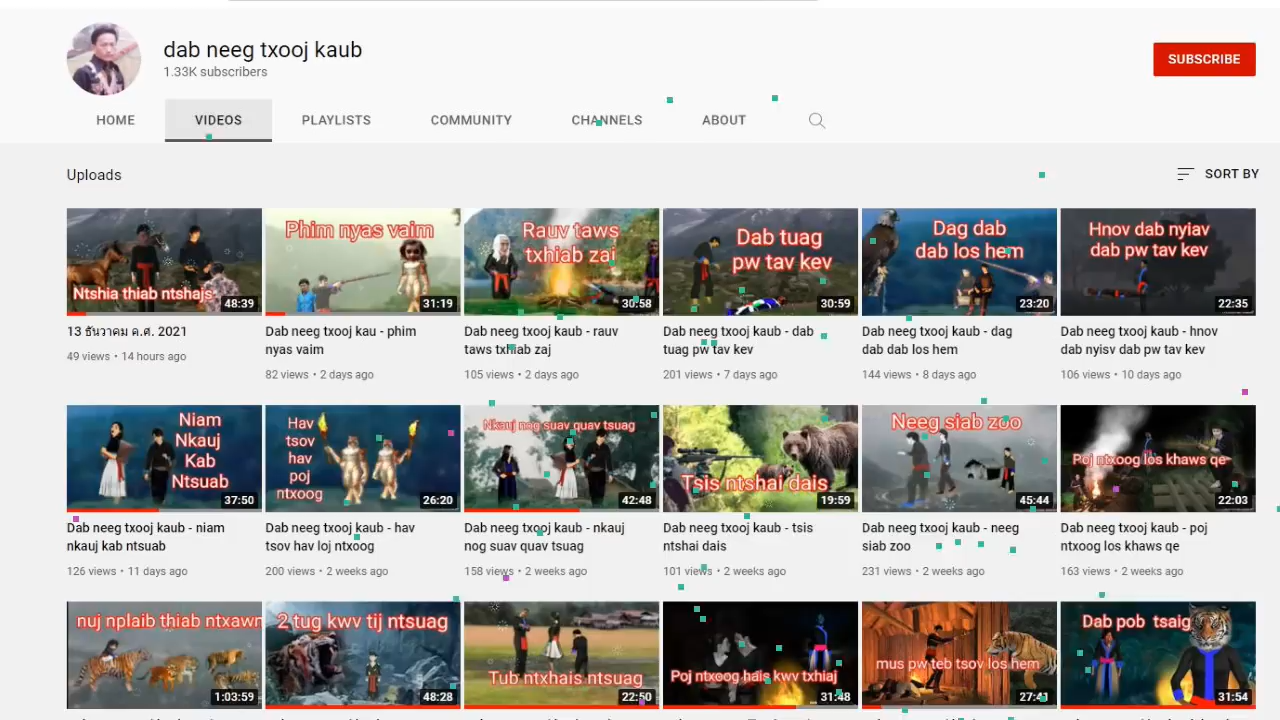 dab neeg txooj kaub
1.33K subscribers
SUBSCRIBE
HOME
VIDEOS
PLAYLISTS
COMMUNITY
CHANNELS
ABOUT
Uploads
SORT BY
Ntshia thiab ntshajs
48:39
Phim nyas vaim
31:19
Rauv taws
txhiab zaj
30:58
Dab tuag
pw tav kev
30:59
Dag dab
dab los hem
23:20
Hnov dab nyiav
dab pw tav kev
22:35
13 ธันวาคม ค.ศ. 2021
49 views • 14 hours ago
Dab neeg txooj kau - phim
nyas vaim
82 views • 2 days ago
Dab neeg txooj kaub - rauv
taws txhiab zaj
105 views • 2 days ago
Dab neeg txooj kaub - dab
tuag pw tav kev
201 views • 7 days ago
Dab neeg txooj kaub - dag
dab dab los hem
144 views • 8 days ago
Dab neeg txooj kaub - hnov
dab nyisv dab pw tav kev
106 views • 10 days ago
Niam
Nkauj
Kab
Ntsuab
37:50
Hav
tsov
hav
poj
ntxoog
26:20
Nkauj nog suav quav tsuag
42:48
Tsis ntshai dais
19:59
Neeg siab zoo
45:44
Poj ntxoog los khaws qe
22:03
Dab neeg txooj kaub - niam
nkauj kab ntsuab
126 views • 11 days ago
Dab neeg txooj kaub - hav
tsov hav loj ntxoog
200 views • 2 weeks ago
Dab neeg txooj kaub - nkauj
nog suav quav tsuag
158 views • 2 weeks ago
Dab neeg txooj kaub - tsis
ntshai dais
101 views • 2 weeks ago
Dab neeg txooj kaub - neeg
siab zoo
231 views • 2 weeks ago
Dab neeg txooj kaub - poj
ntxoog los khaws qe
163 views • 2 weeks ago
nuj nplaib thiab ntxawm
1:03:59
2 tug kwv tij ntsuag
48:28
Tub ntxhais ntsuag
22:50
Poj ntxoog hais kwv txhiaj
31:48
mus pw teb tsov los hem
27:41
Dab pob tsaig
31:54